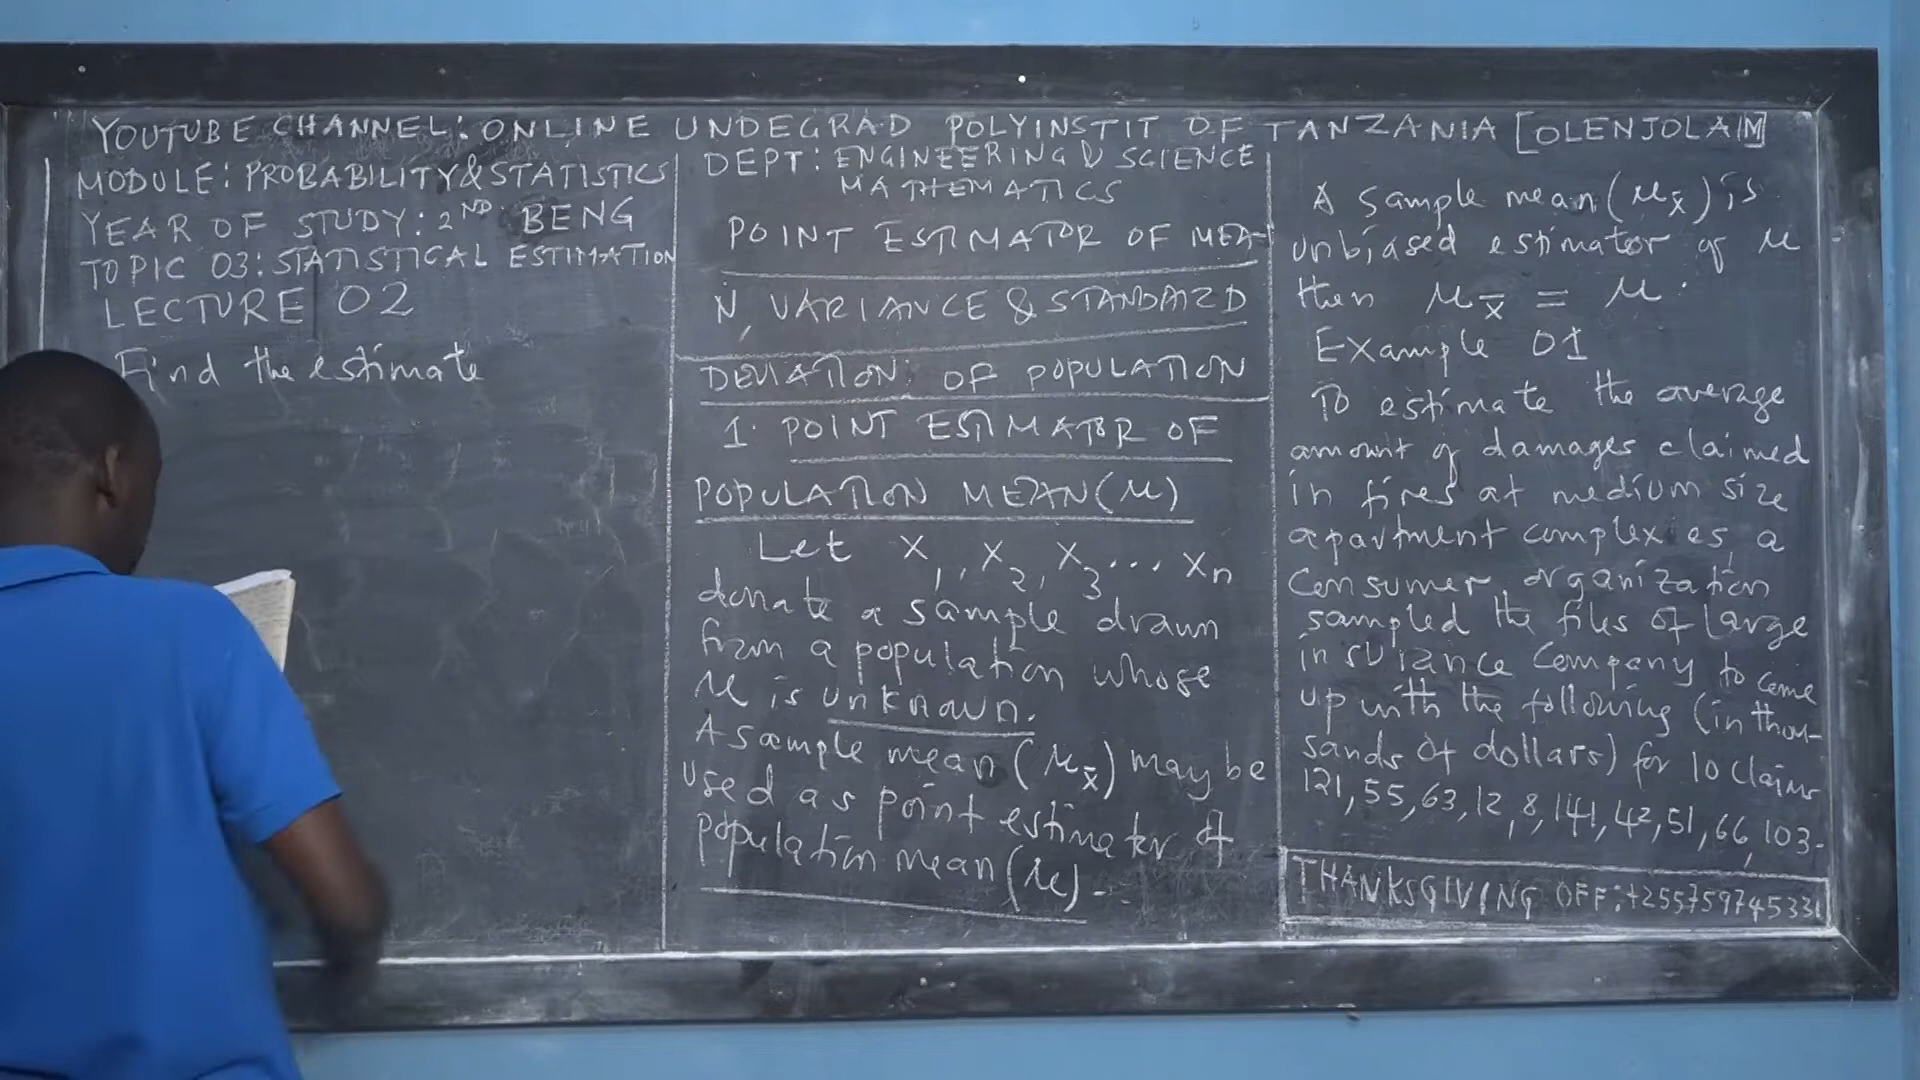 YOUTUBE CHANNEL: ONLINE UNDEGRAD POLYINSTIT OF TANZANIA [OLENJOLAIM]
MODULE: PROBABILITY & STATISTICS
YEAR OF STUDY: 2ND BENG
TOPIC 03: STATISTICAL ESTIMATION
LECTURE 02
Find the estimate
DEPT: ENGINEERING & SCIENCE
MATHEMATICS
POINT ESTIMATOR OF MEA-
N, VARIANCE & STANDARD
DEVIATION OF POPULATION
1. POINT ESTIMATOR OF
POPULATION MEAN (μ)
Let x1, x2, x3... xn
donate a sample drawn
from a population whose
μ is unknown.
A sample mean (μx̄) may be
used as point estimator of
population mean (μ).
A sample mean (μx̄) is
unbiased estimator of μ
then μx̄ = μ.
Example 01
To estimate the average
amount of damages claimed
in fires at medium size
apartment complexes, a
consumer organization
sampled the files of large
insurance company to come
up with the following (in thou-
sands of dollars) for 10 claims
121, 55, 63, 12, 8, 141, 42, 51, 66, 103.
THANKSGIVING OFF: +255759745331